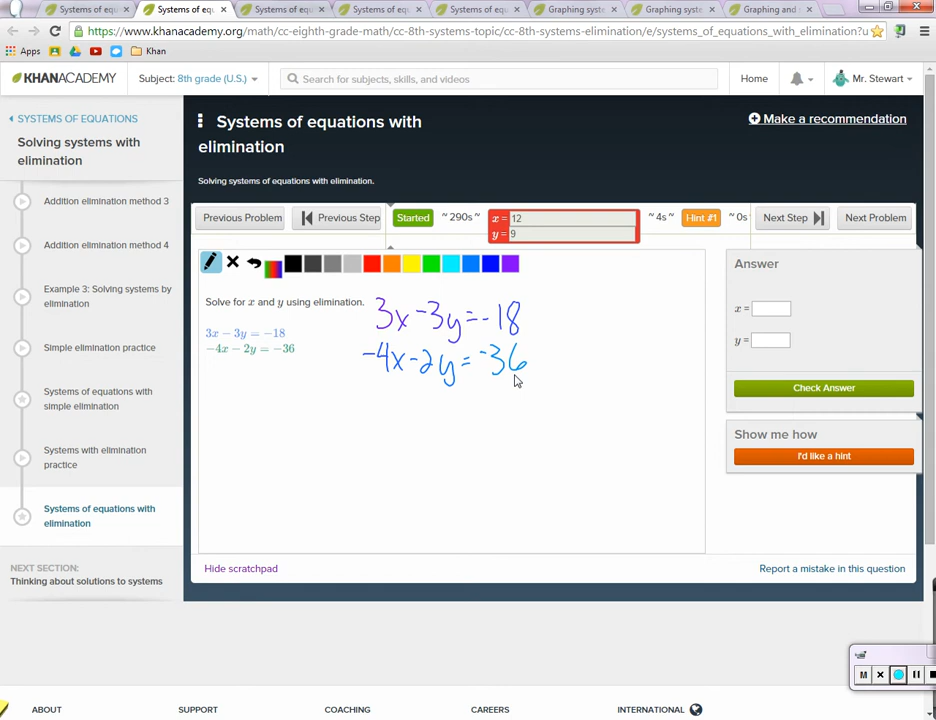 Systems of equ
Systems of equ
Systems of equ
Systems of equ
Systems of equ
Graphing syste
Graphing syste
Graphing and s
https://www.khanacademy.org/math/cc-eighth-grade-math/cc-8th-systems-topic/cc-8th-systems-elimination/e/systems_of_equations_with_elimination?u
Apps
Khan
KHANACADEMY
Subject: 8th grade (U.S.)
Search for subjects, skills, and videos
Home
Mr. Stewart
SYSTEMS OF EQUATIONS
Solving systems with
elimination
Addition elimination method 3
Addition elimination method 4
Example 3: Solving systems by
elimination
Simple elimination practice
Systems of equations with
simple elimination
Systems with elimination
practice
Systems of equations with
elimination
NEXT SECTION:
Thinking about solutions to systems
Systems of equations with
elimination
Make a recommendation
Solving systems of equations with elimination.
Previous Problem
Previous Step
Started
~ 290s ~
x = 12
y = 9
~ 4s ~
Hint #1
~ 0s
Next Step
Next Problem
Solve for x and y using elimination.
3x − 3y = −18
−4x − 2y = −36
3x -3y = -18
-4x -2y = -36
Answer
x =
y =
Check Answer
Show me how
I'd like a hint
Hide scratchpad
Report a mistake in this question
M
ABOUT
SUPPORT
COACHING
CAREERS
INTERNATIONAL